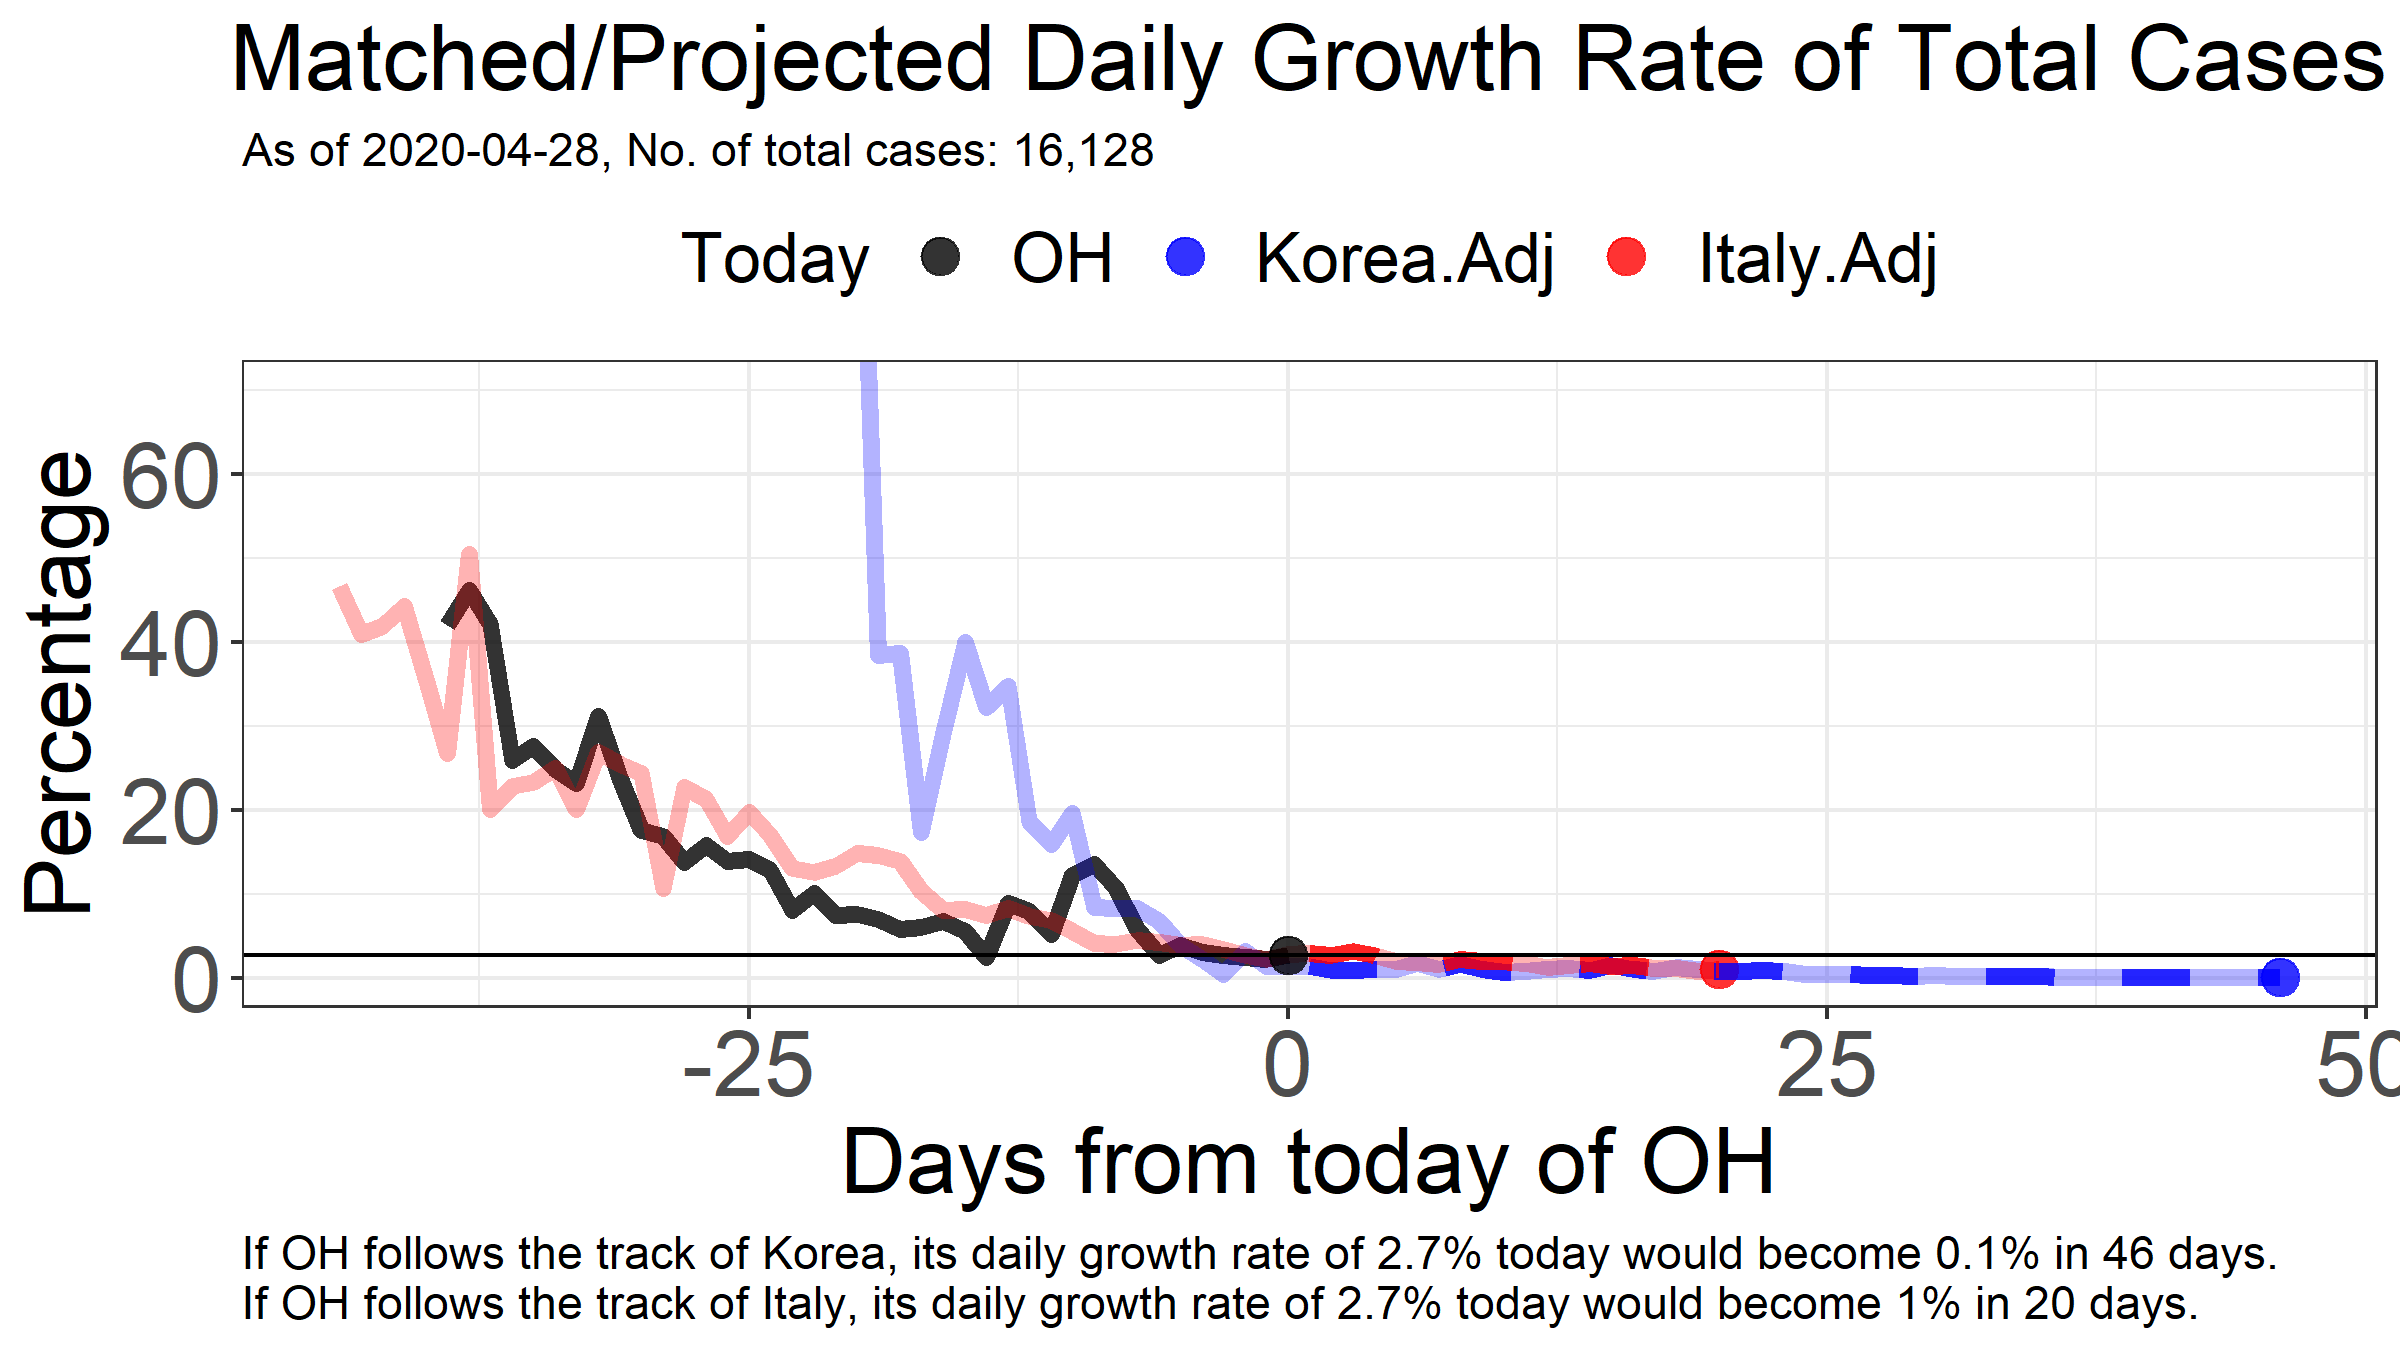 Matched/Projected Daily Growth Rate of Total Cases
As of 2020-04-28, No. of total cases: 16,128
Today OH Korea.Adj Italy.Adj
Percentage
60
40
20
0
-25 0 25 50
Days from today of OH
If OH follows the track of Korea, its daily growth rate of 2.7% today would become 0.1% in 46 days.
If OH follows the track of Italy, its daily growth rate of 2.7% today would become 1% in 20 days.